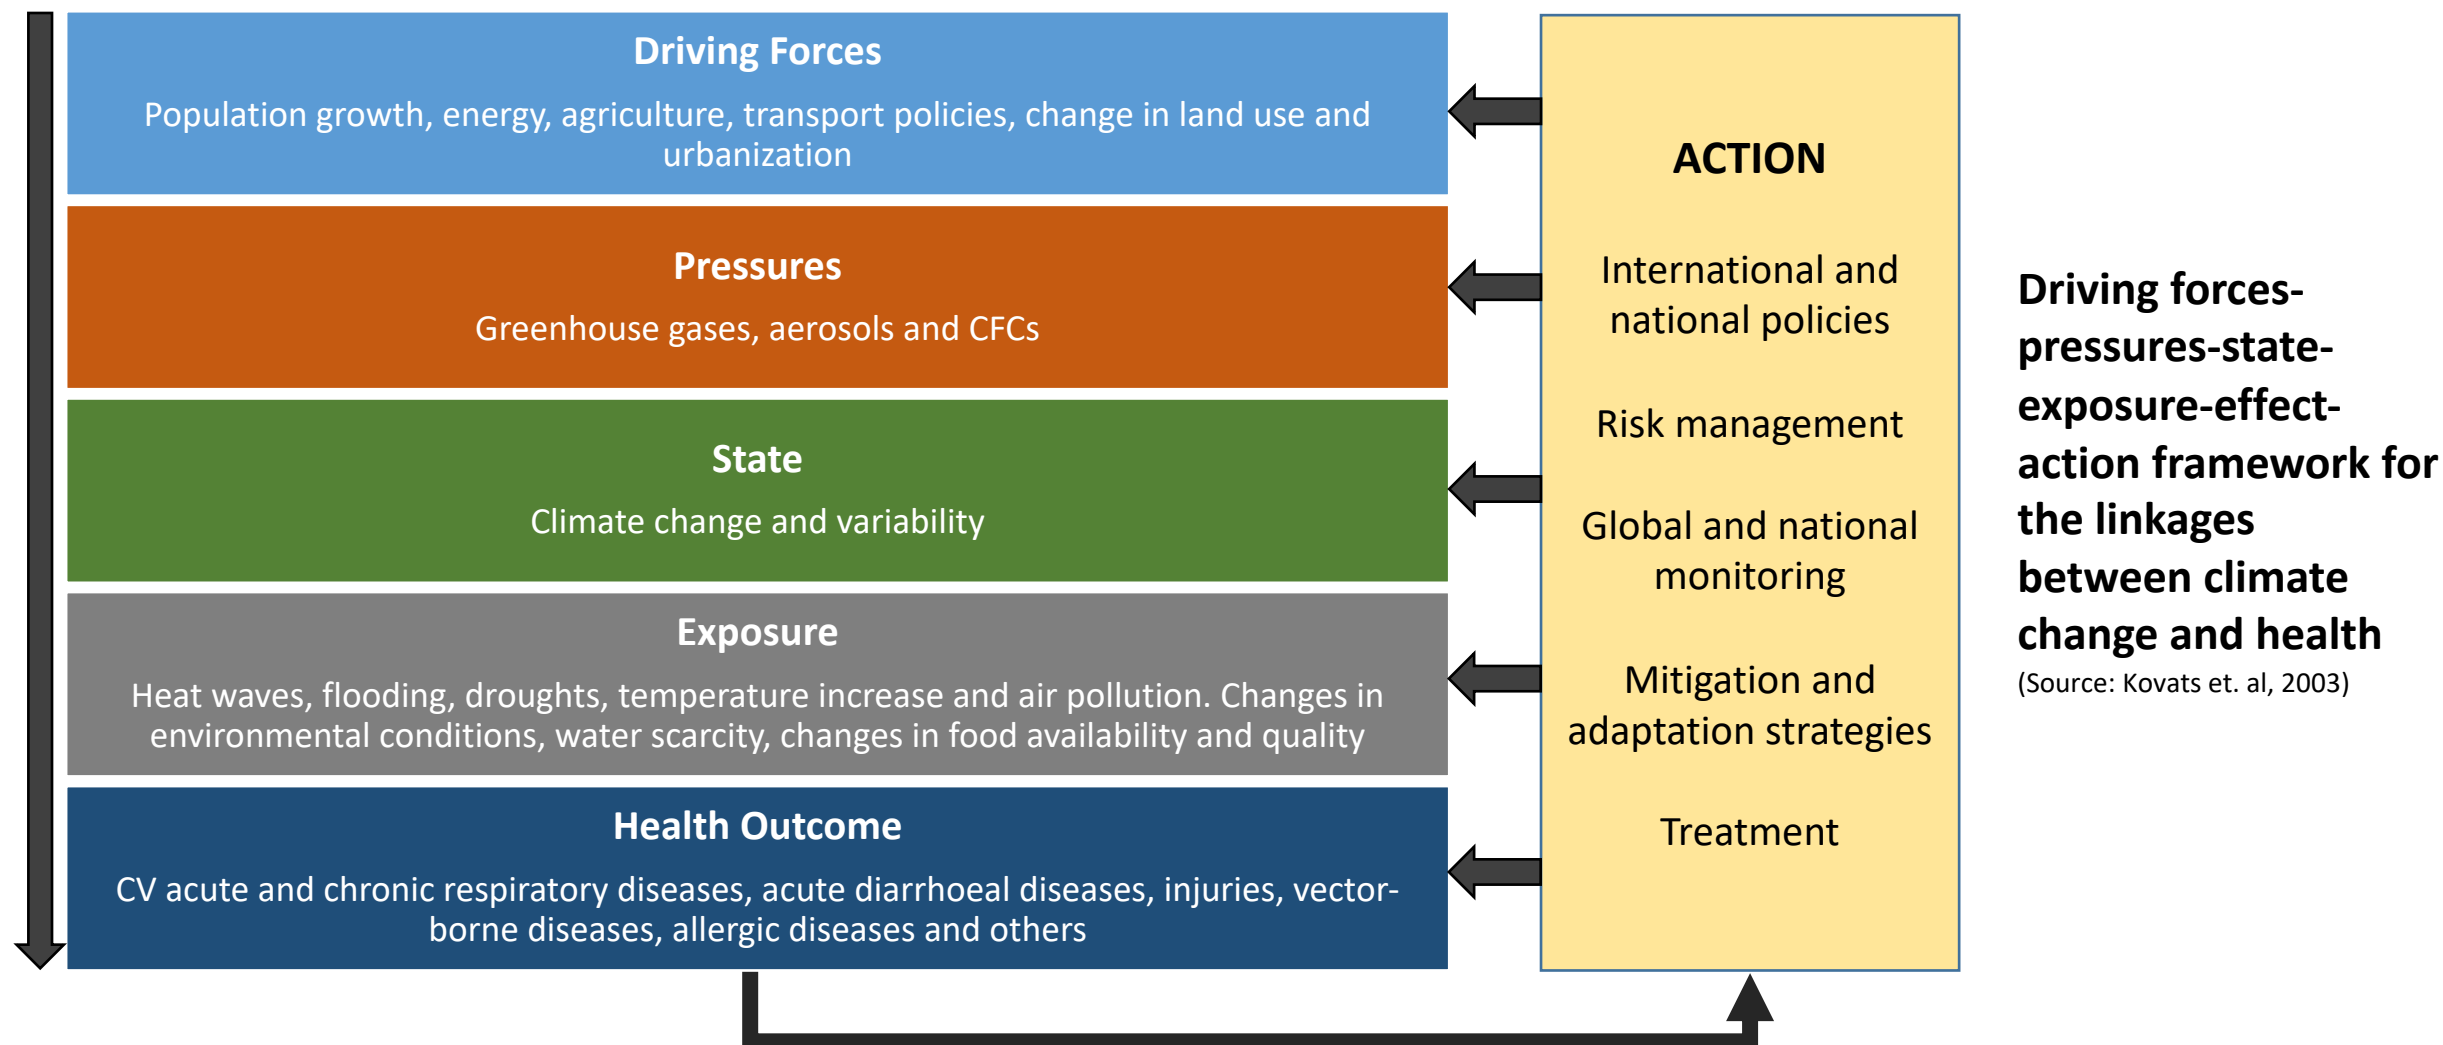 Driving Forces
Population growth, energy, agriculture, transport policies, change in land use and
urbanization
Pressures
Greenhouse gases, aerosols and CFCs
State
Climate change and variability
Exposure
Heat waves, flooding, droughts, temperature increase and air pollution. Changes in
environmental conditions, water scarcity, changes in food availability and quality
Health Outcome
CV acute and chronic respiratory diseases, acute diarrhoeal diseases, injuries, vector-
borne diseases, allergic diseases and others
ACTION
International and
national policies
Risk management
Global and national
monitoring
Mitigation and
adaptation strategies
Treatment
Driving forces-
pressures-state-
exposure-effect-
action framework for
the linkages
between climate
change and health
(Source: Kovats et. al, 2003)